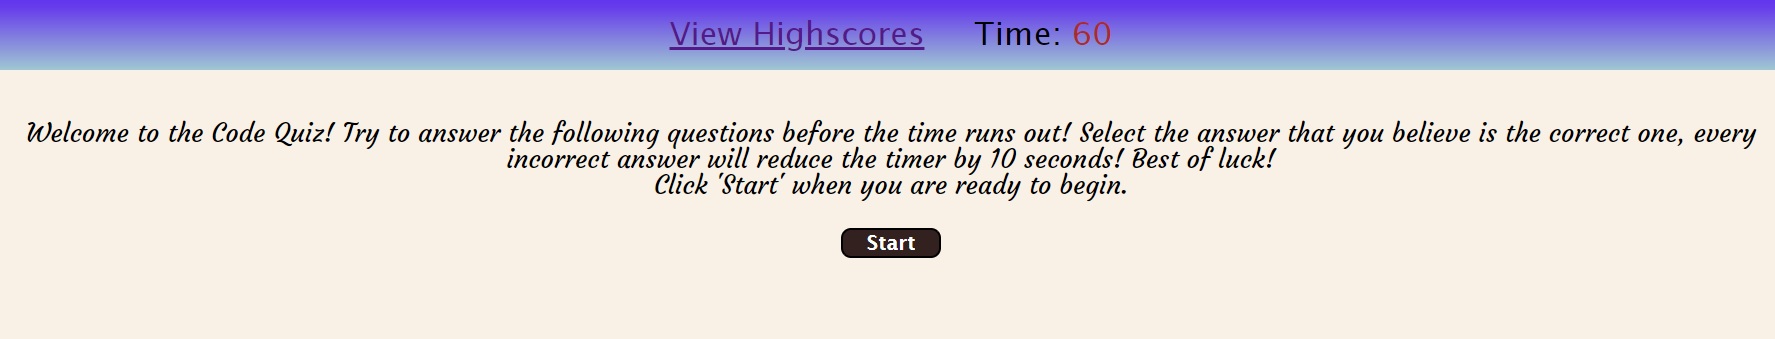 View Highscores Time: 60
Welcome to the Code Quiz! Try to answer the following questions before the time runs out! Select the answer that you believe is the correct one, every
incorrect answer will reduce the timer by 10 seconds! Best of luck!
Click 'Start' when you are ready to begin.
Start